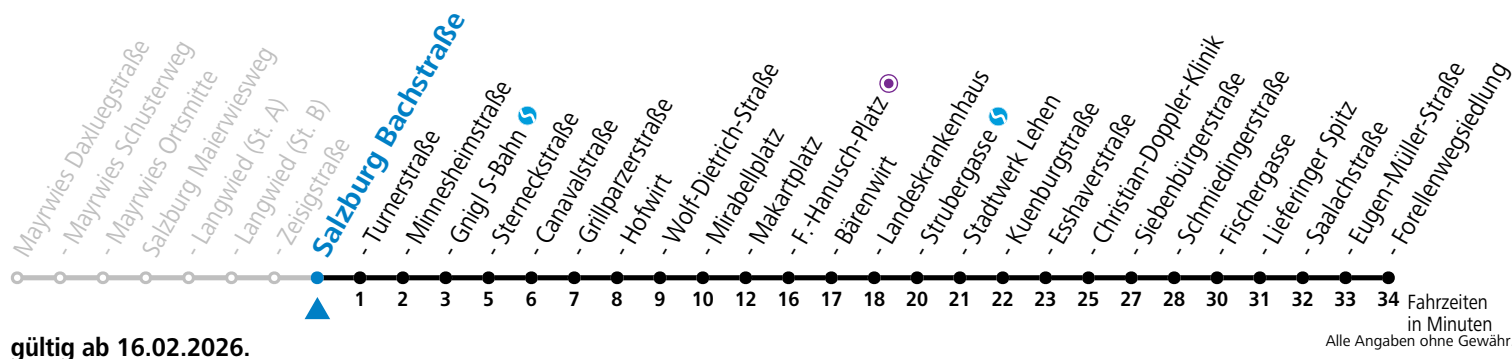 Mayrwies Daxluegstraße
- Mayrwies Schusterweg
- Mayrwies Ortsmitte
Salzburg Maierwiesweg
- Langwied (St. A)
- Langwied (St. B)
- Zeisigstraße
Salzburg Bachstraße
- Turnerstraße
- Minnesheimstraße
- Gnigl S-Bahn
- Sterneckstraße
- Canavalstraße
- Grillparzerstraße
- Hofwirt
- Wolf-Dietrich-Straße
- Mirabellplatz
- Makartplatz
- F.-Hanusch-Platz
- Bärenwirt
- Landeskrankenhaus
- Strubergasse
- Stadtwerk Lehen
- Kuenburgstraße
- Esshaverstraße
- Christian-Doppler-Klinik
- Siebenbürgerstraße
- Schmiedingerstraße
- Fischergasse
- Lieferinger Spitz
- Saalachstraße
- Eugen-Müller-Straße
- Forellenwegsiedlung
1 2 3 5 6 7 8 9 10 12 16 17 18 20 21 22 23 25 27 28 30 31 32 33 34
Fahrzeiten
in Minuten
Alle Angaben ohne Gewähr
gültig ab 16.02.2026.